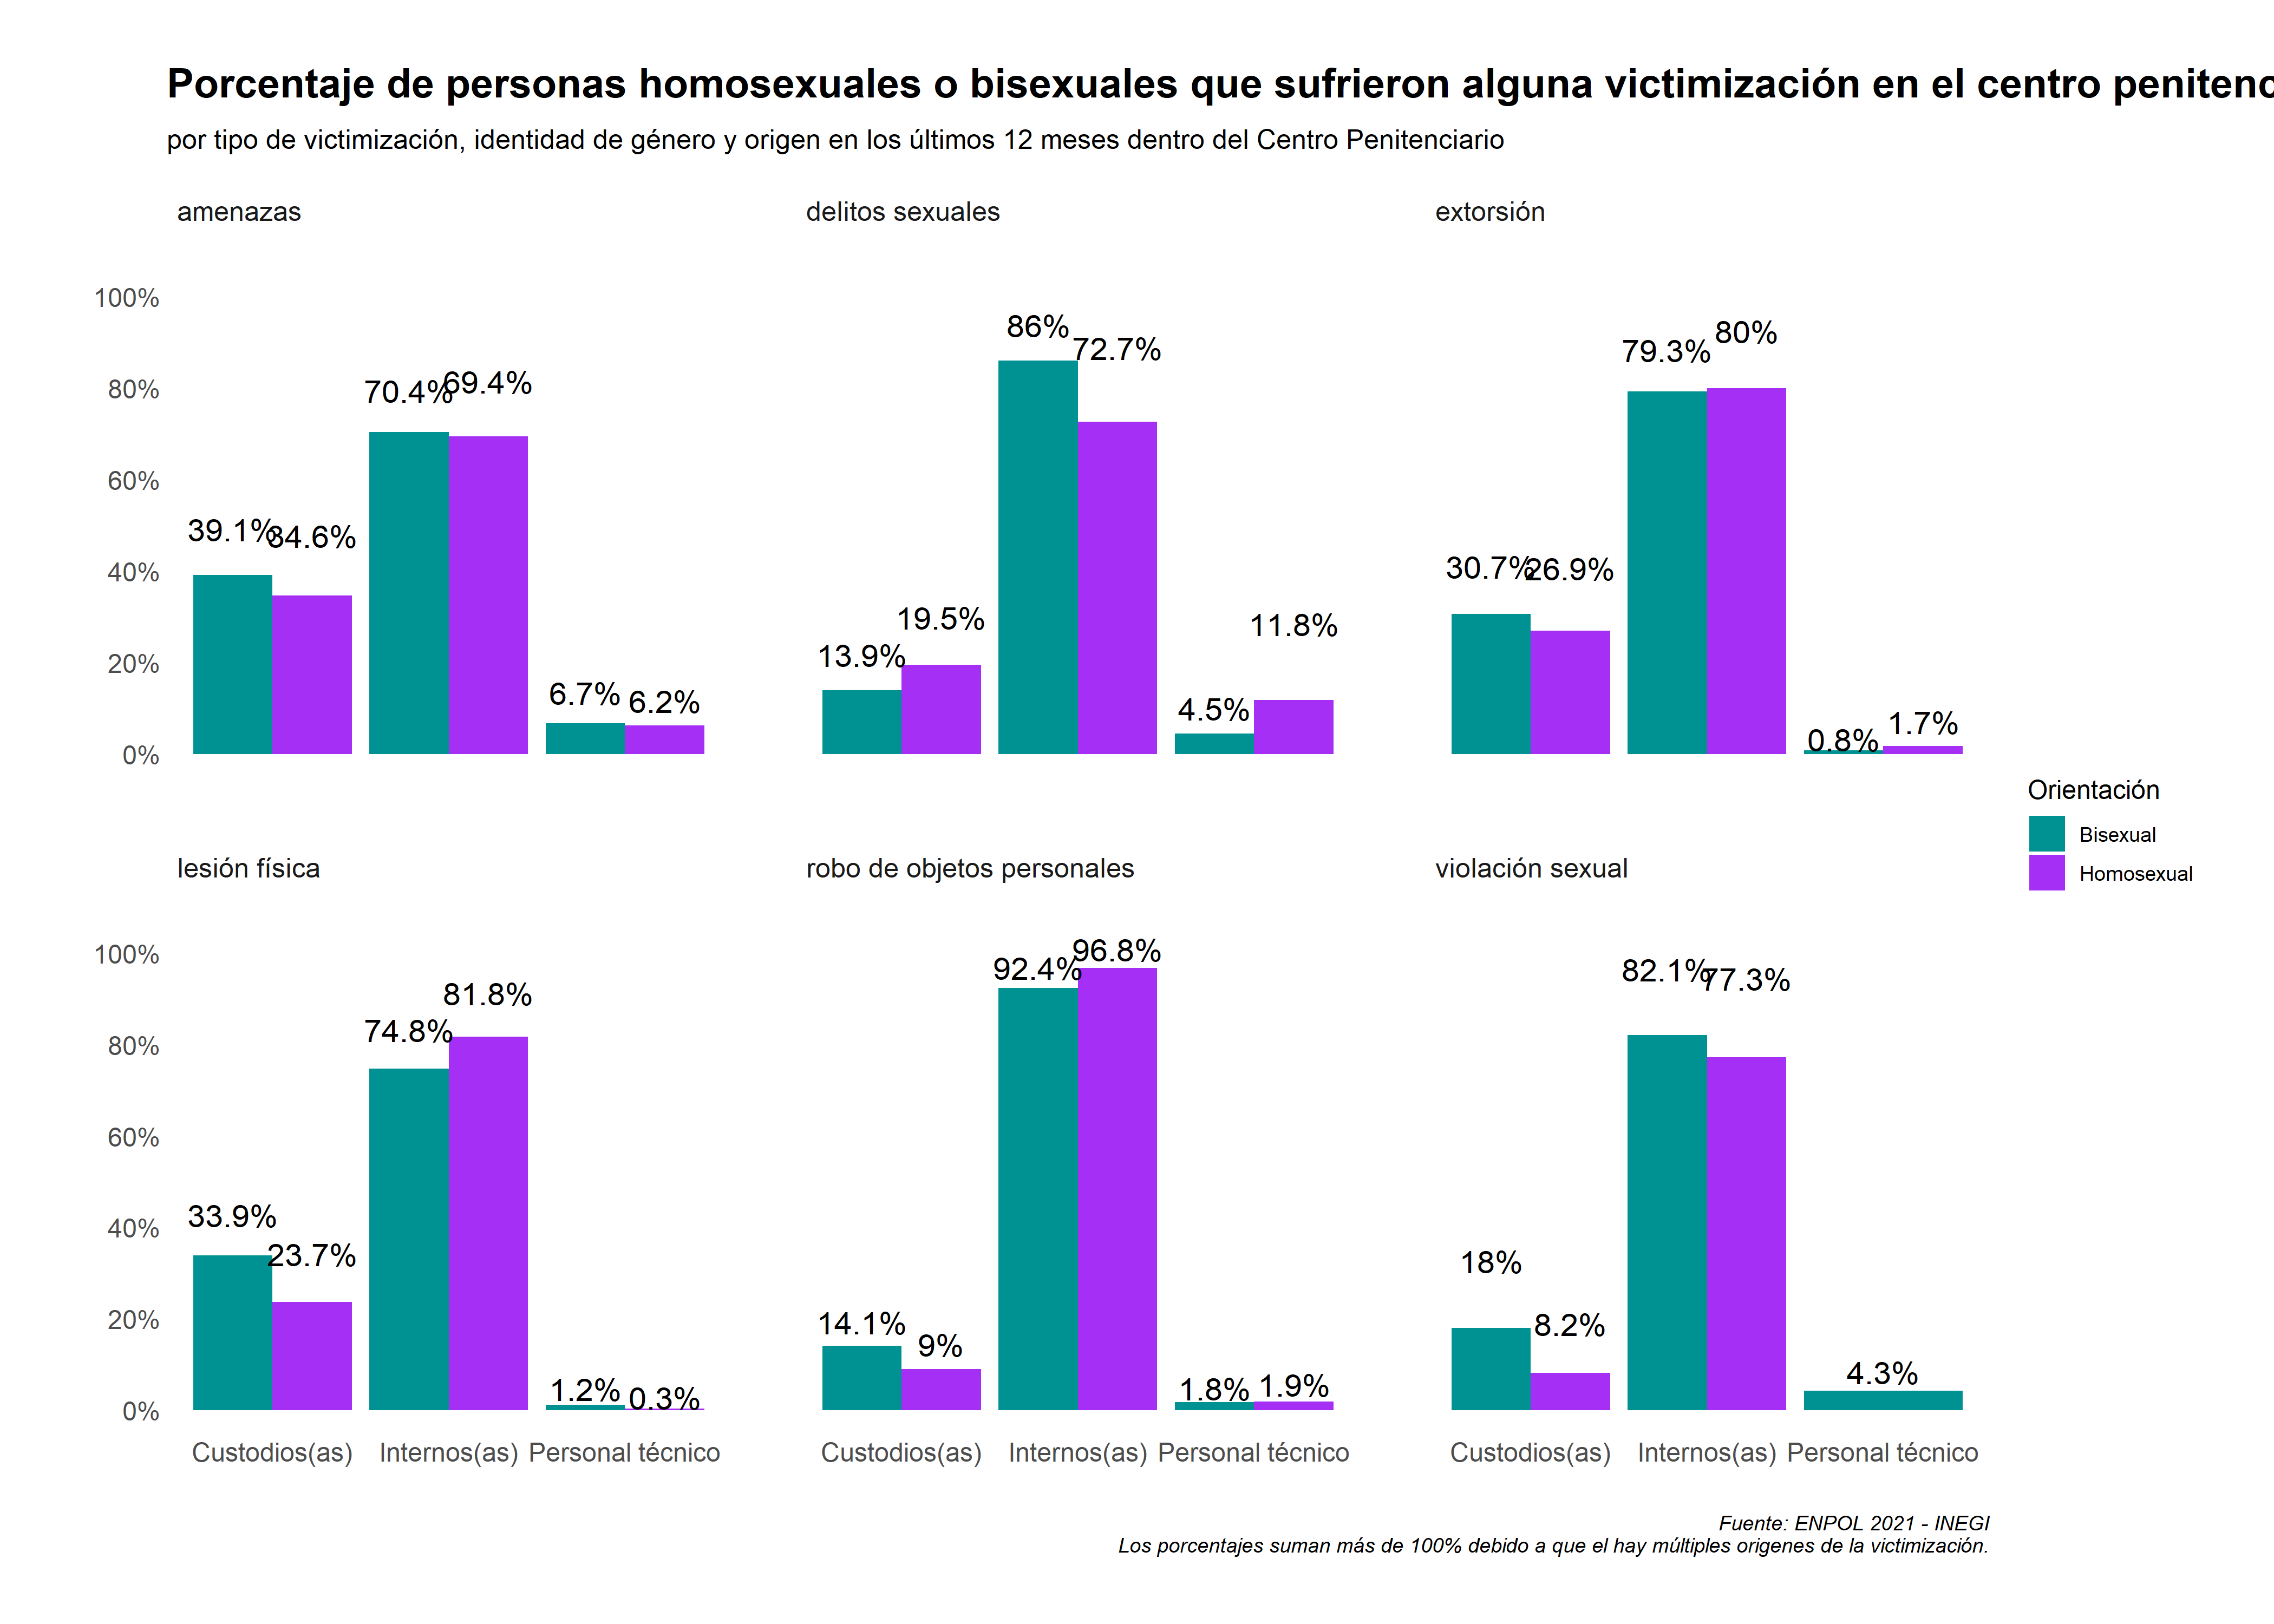 Porcentaje de personas homosexuales o bisexuales que sufrieron alguna victimización en el centro penitenc
por tipo de victimización, identidad de género y origen en los últimos 12 meses dentro del Centro Penitenciario
amenazas
delitos sexuales
extorsión
100%
80%
60%
40%
20%
0%
39.1%
34.6%
70.4%
69.4%
6.7%
6.2%
13.9%
19.5%
86%
72.7%
4.5%
11.8%
30.7%
26.9%
79.3%
80%
0.8%
1.7%
Orientación
Bisexual
Homosexual
lesión física
robo de objetos personales
violación sexual
100%
80%
60%
40%
20%
0%
33.9%
23.7%
74.8%
81.8%
1.2%
0.3%
14.1%
9%
92.4%
96.8%
1.8%
1.9%
18%
8.2%
82.1%
77.3%
4.3%
Custodios(as)
Internos(as)
Personal técnico
Custodios(as)
Internos(as)
Personal técnico
Custodios(as)
Internos(as)
Personal técnico
Fuente: ENPOL 2021 - INEGI
Los porcentajes suman más de 100% debido a que el hay múltiples origenes de la victimización.